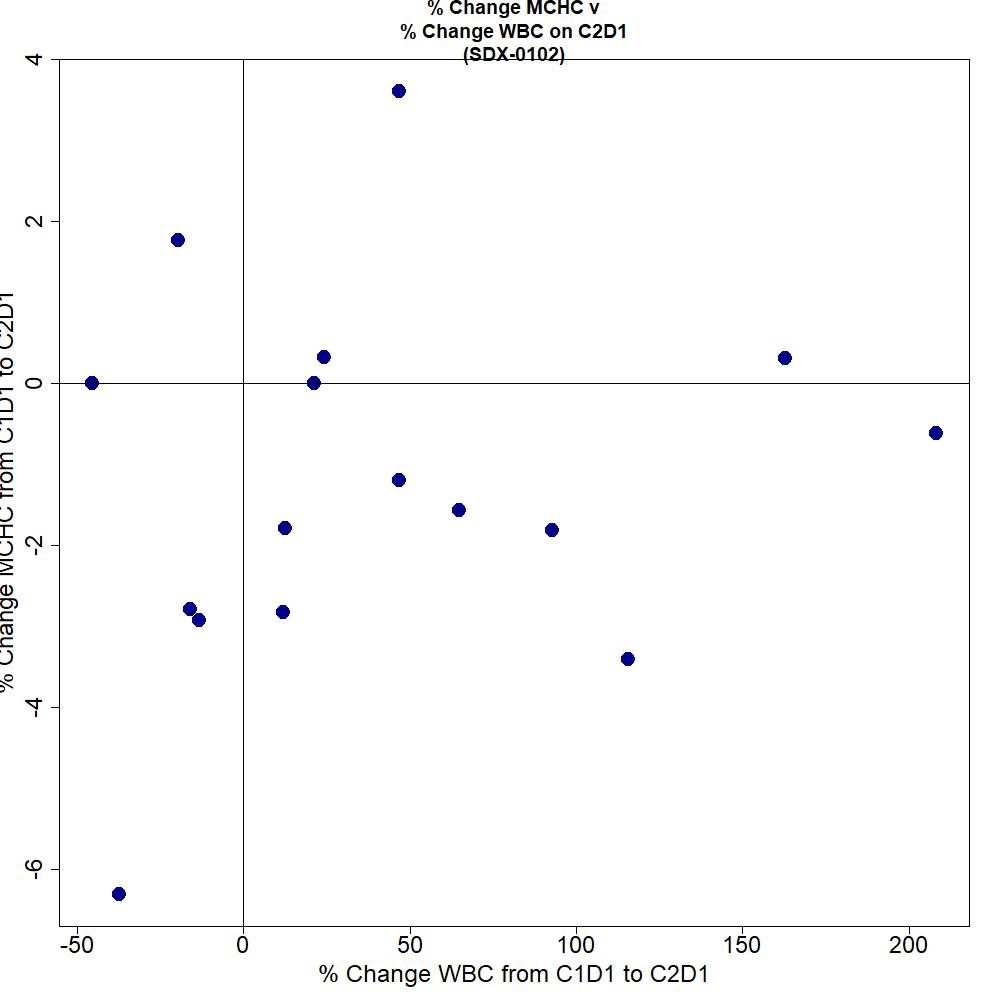 % Change MCHC v
% Change WBC on C2D1
(SDX-0102)
% Change MCHC from C1D1 to C2D1
4
2
0
-2
-4
-6
-50 0 50 100 150 200
% Change WBC from C1D1 to C2D1